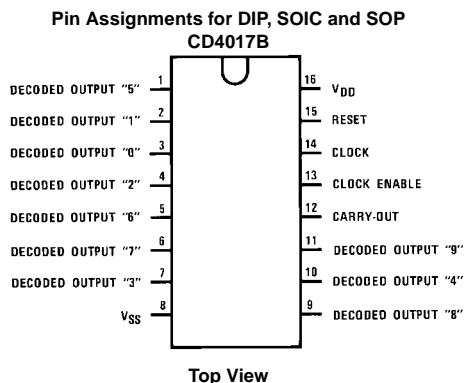 Pin Assignments for DIP, SOIC and SOP
CD4017B
DECODED OUTPUT "5" 1
DECODED OUTPUT "1" 2
DECODED OUTPUT "0" 3
DECODED OUTPUT "2" 4
DECODED OUTPUT "6" 5
DECODED OUTPUT "7" 6
DECODED OUTPUT "3" 7
VSS 8
16 VDD
15 RESET
14 CLOCK
13 CLOCK ENABLE
12 CARRY-OUT
11 DECODED OUTPUT "9"
10 DECODED OUTPUT "4"
9 DECODED OUTPUT "8"
Top View